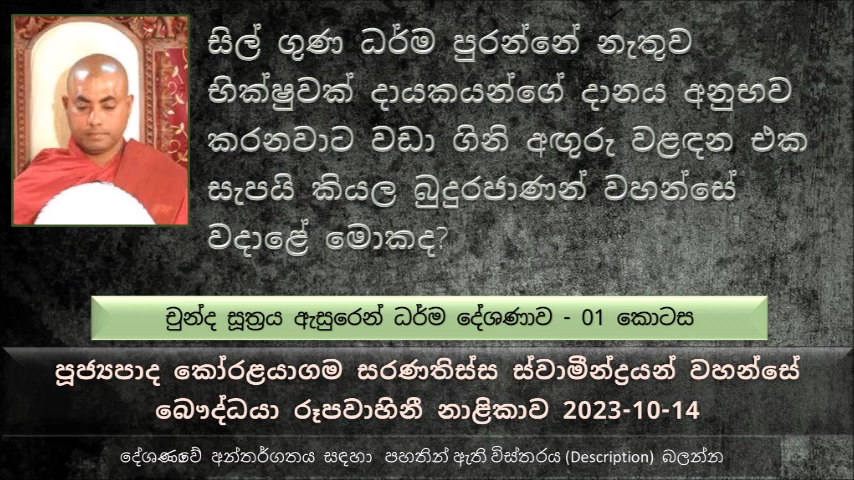 සිල් ගුණ ධර්ම පුරන්නේ නැතුව
භික්ෂුවක් දායකයන්ගේ දානය අනුභව
කරනවාට වඩා ගිනි අඟුරු වළඳන එක
සැපයි කියල බුදුරජාණන් වහන්සේ
වදාළේ මොකද?
චුන්ද සූත්‍රය ඇසුරෙන් ධර්ම දේශණාව - 01 කොටස
පූජ්‍යපාද කෝරළයාගම සරණතිස්ස ස්වාමීන්ද්‍රයන් වහන්සේ
බෞද්ධයා රූපවාහිනී නාළිකාව 2023-10-14
දේශණාවේ අන්තර්ගතය සඳහා පහතින් ඇති විස්තරය (Description) බලන්න